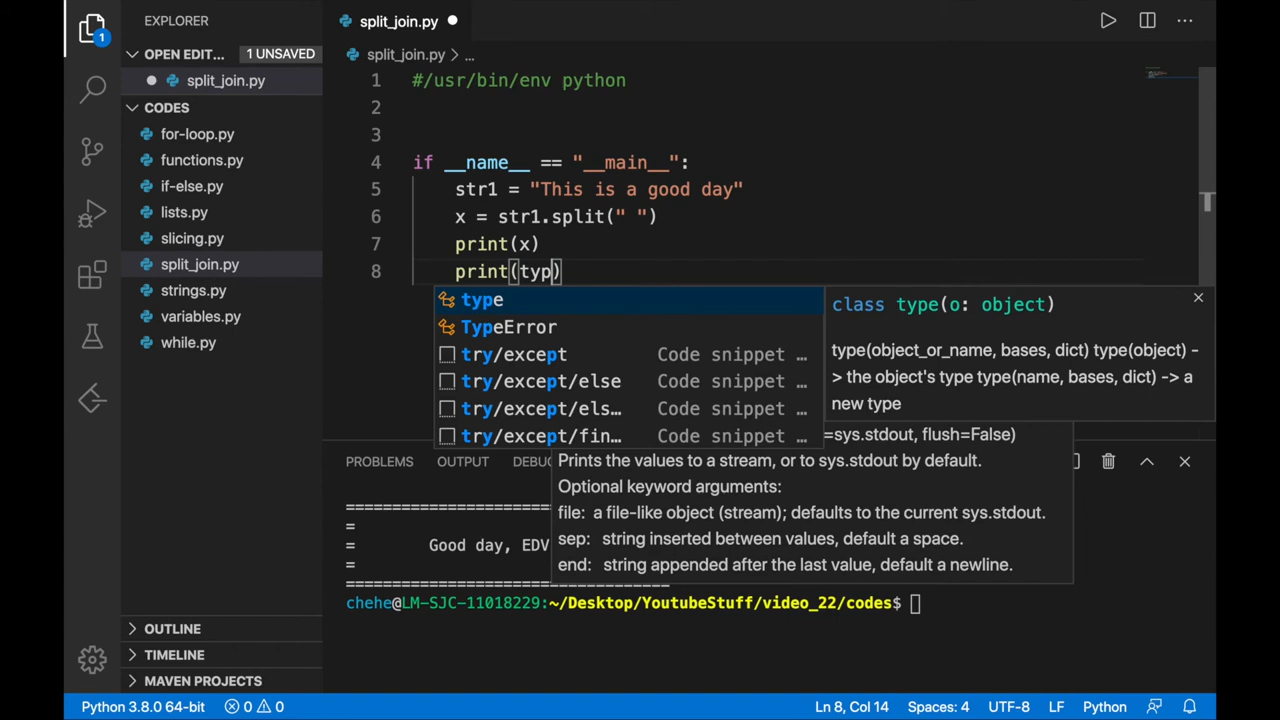 EXPLORER
split_join.py
1
OPEN EDIT...
1 UNSAVED
split_join.py
CODES
for-loop.py
functions.py
if-else.py
lists.py
slicing.py
split_join.py
strings.py
variables.py
while.py
OUTLINE
TIMELINE
MAVEN PROJECTS
split_join.py > ...
1 #/usr/bin/env python
2
3
4 if __name__ == "__main__":
5 str1 = "This is a good day"
6 x = str1.split(" ")
7 print(x)
8 print(typ)
type
TypeError
try/except Code snippet ...
try/except/else Code snippet ...
try/except/els... Code snippet ...
try/except/fin... Code snippet ...
class type(o: object)
type(object_or_name, bases, dict) type(object) -
> the object's type type(name, bases, dict) -> a
new type
=sys.stdout, flush=False)
Prints the values to a stream, or to sys.stdout by default.
Optional keyword arguments:
file: a file-like object (stream); defaults to the current sys.stdout.
sep: string inserted between values, default a space.
end: string appended after the last value, default a newline.
PROBLEMS OUTPUT DEBU
===================
=
= Good day, EDV
=
==============================
chehe@LM-SJC-11018229:~/Desktop/YoutubeStuff/video_22/codes$
Python 3.8.0 64-bit 0 0 Ln 8, Col 14 Spaces: 4 UTF-8 LF Python